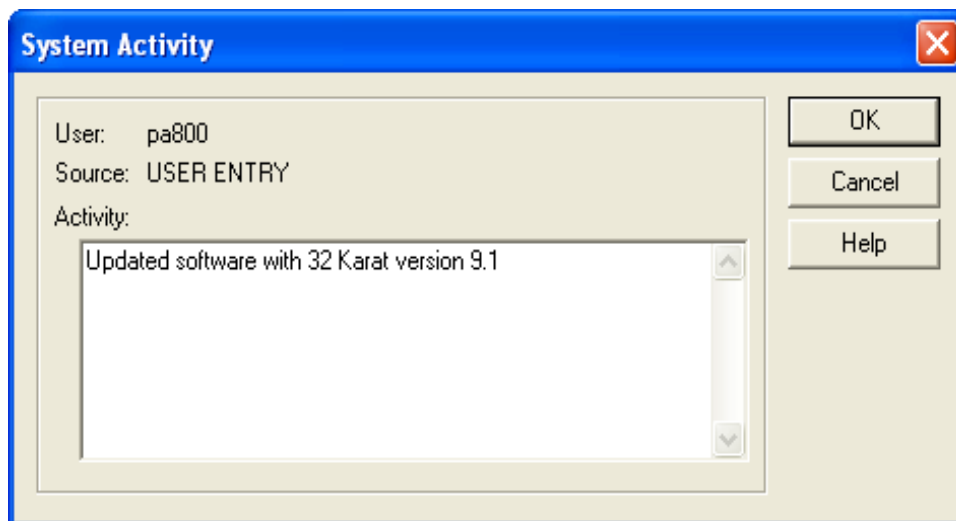 System Activity
User: pa800
Source: USER ENTRY
Activity:
Updated software with 32 Karat version 9.1
OK
Cancel
Help